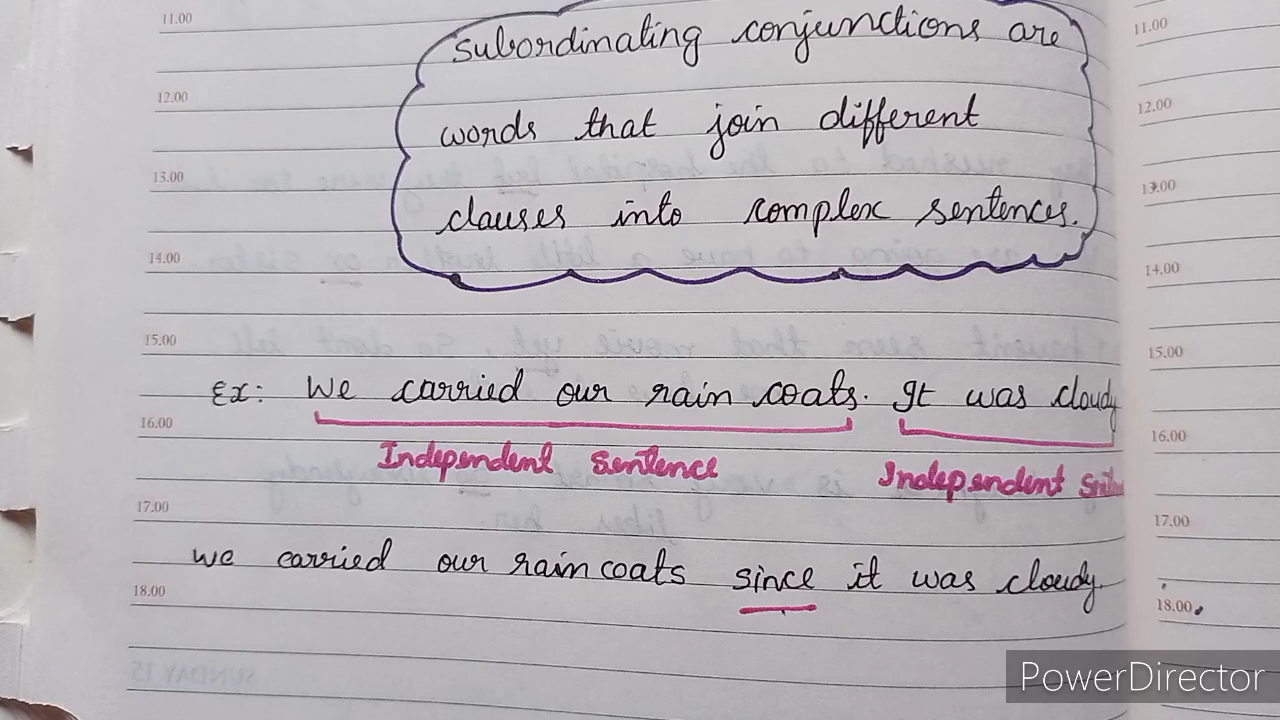 11.00
subordinating conjunctions are
11.00
12.00
words that join different
12.00
13.00
clauses into complex sentences.
13.00
14.00
14.00
15.00
15.00
Ex: We carried our rain coats. It was cloudy
16.00
16.00
Independent sentence Independent
17.00
17.00
we carried our raincoats since it was cloudy.
18.00
18.00
SUNDAY 15
PowerDirector